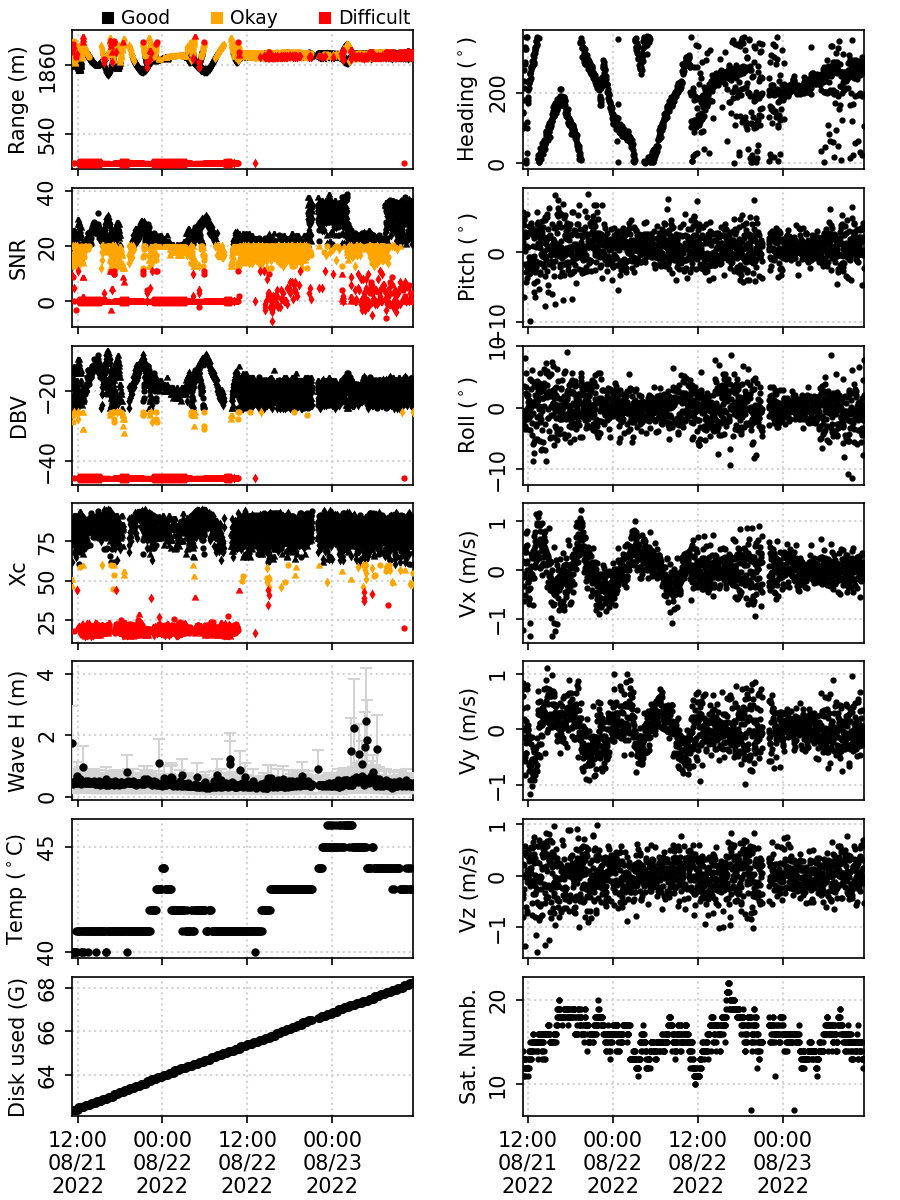 Good Okay Difficult
Range (m)
1860
540
Heading (°)
200
0
SNR
40
20
0
Pitch (°)
0
−10
DBV
−20
−40
Roll (°)
10
0
−10
Xc
75
50
25
Vx (m/s)
1
0
−1
Wave H (m)
4
2
0
Vy (m/s)
1
0
−1
Temp (°C)
45
40
Vz (m/s)
1
0
−1
Disk used (G)
68
66
64
Sat. Numb.
20
10
12:00 00:00 12:00 00:00 12:00 00:00 12:00 00:00
08/21 08/22 08/22 08/23 08/21 08/22 08/22 08/23
2022 2022 2022 2022 2022 2022 2022 2022